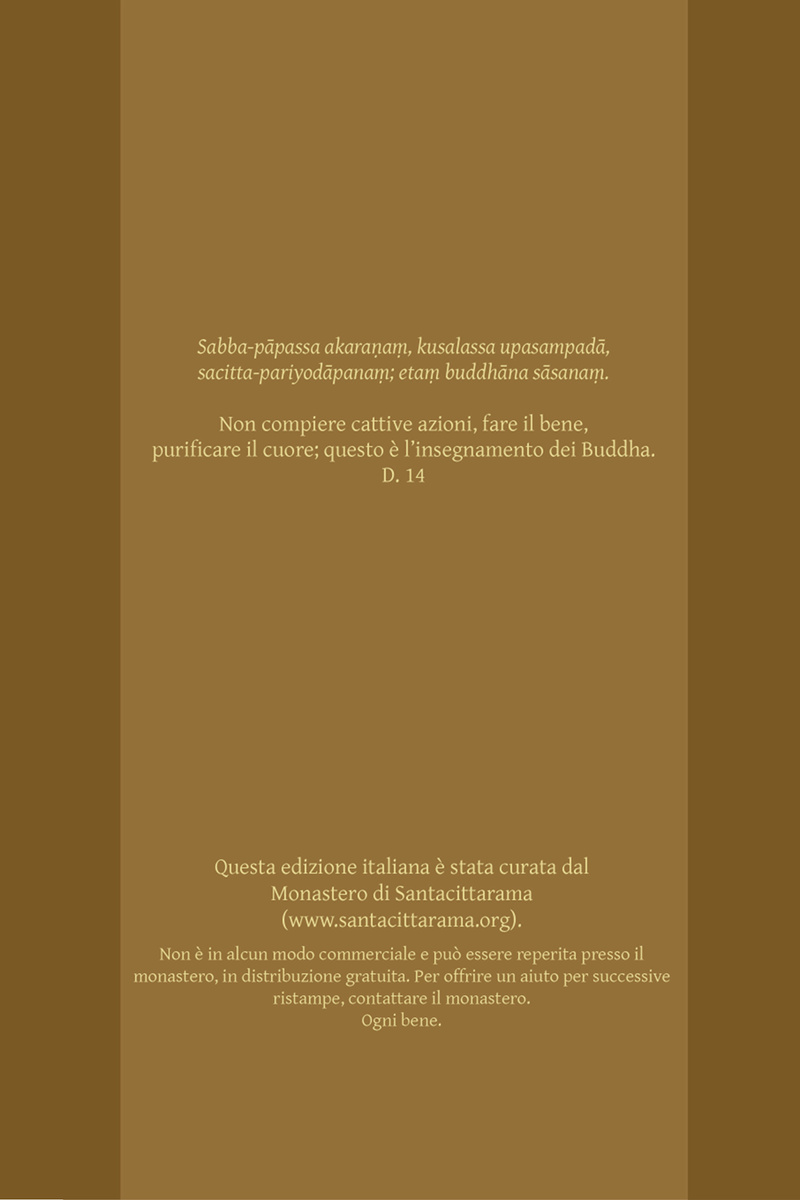 Sabba-pāpassa akaraṇaṃ, kusalassa upasampadā,
sacitta-pariyodāpanaṃ; etaṃ buddhāna sāsanaṃ.
Non compiere cattive azioni, fare il bene,
purificare il cuore; questo è l’insegnamento dei Buddha.
D. 14
Questa edizione italiana è stata curata dal
Monastero di Santacittarama
(www.santacittarama.org).
Non è in alcun modo commerciale e può essere reperita presso il
monastero, in distribuzione gratuita. Per offrire un aiuto per successive
ristampe, contattare il monastero.
Ogni bene.